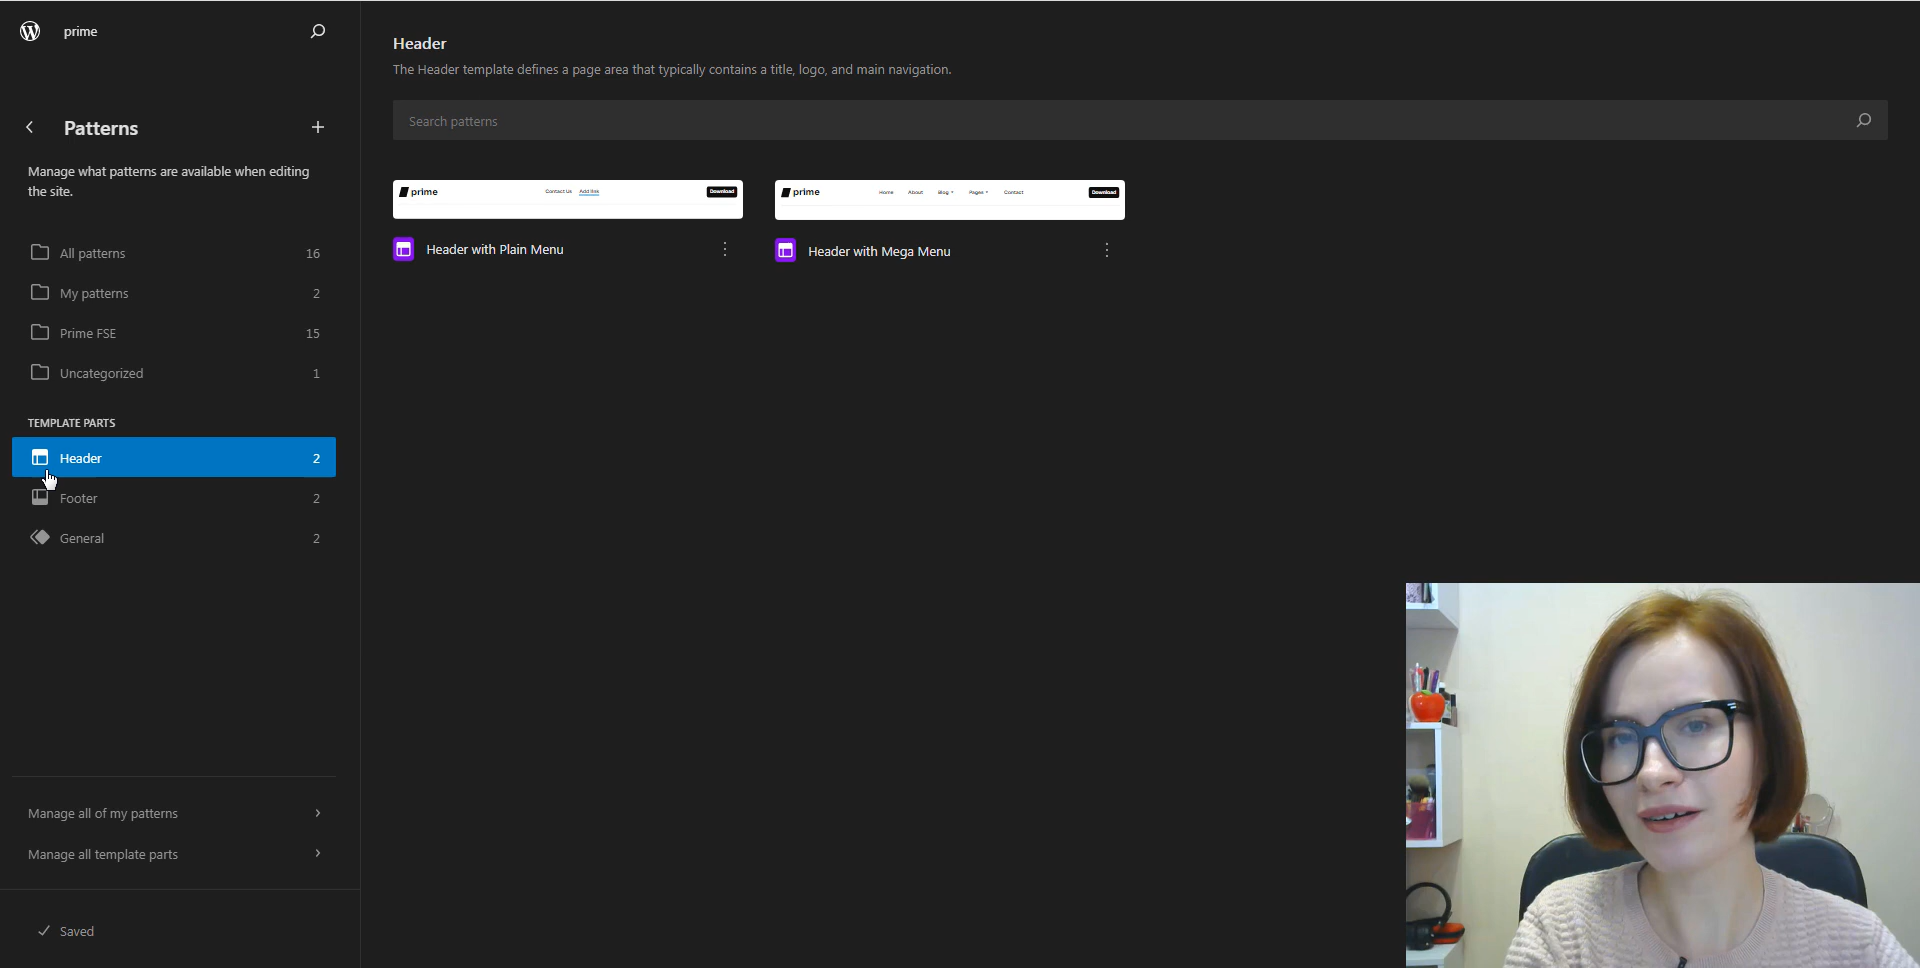 prime
Patterns
Manage what patterns are available when editing
the site.
All patterns 16
My patterns 2
Prime FSE 15
Uncategorized 1
TEMPLATE PARTS
Header 2
Footer 2
General 2
Manage all of my patterns
Manage all template parts
Saved
Header
The Header template defines a page area that typically contains a title, logo, and main navigation.
Search patterns
prime Contact Us Add link Download
Header with Plain Menu
prime Home About Blog Pages Contact Download
Header with Mega Menu